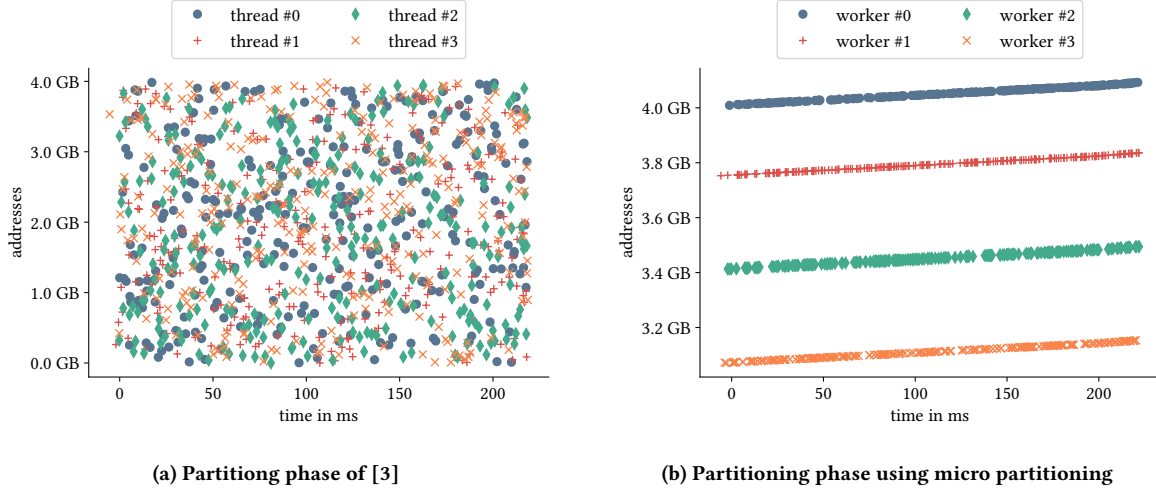 thread #0 thread #2
thread #1 thread #3
4.0 GB
3.0 GB
2.0 GB
1.0 GB
0.0 GB
addresses
0 50 100 150 200
time in ms
(a) Partitiong phase of [3]
worker #0 worker #2
worker #1 worker #3
4.0 GB
3.8 GB
3.6 GB
3.4 GB
3.2 GB
addresses
0 50 100 150 200
time in ms
(b) Partitioning phase using micro partitioning